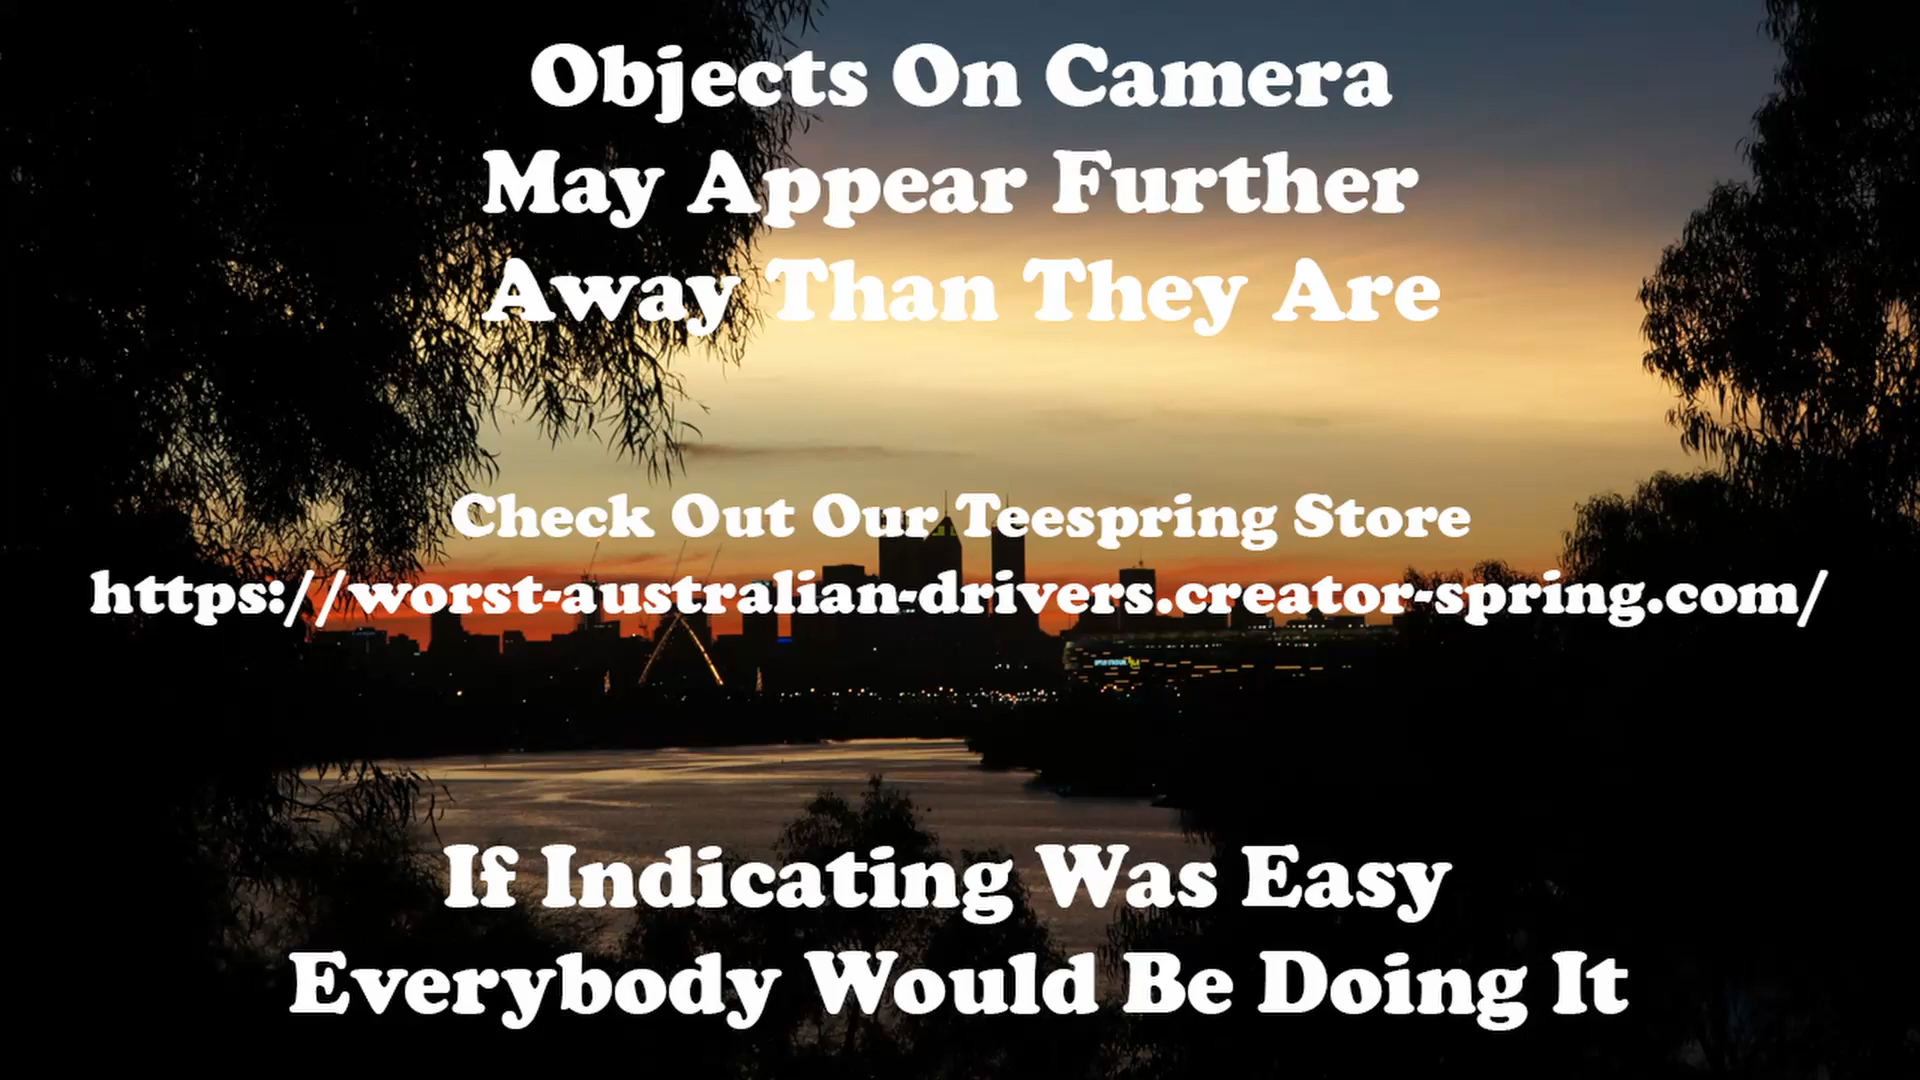 Objects On Camera
May Appear Further
Away Than They Are
Check Out Our Teespring Store
https://worst-australian-drivers.creator-spring.com/
If Indicating Was Easy
Everybody Would Be Doing It